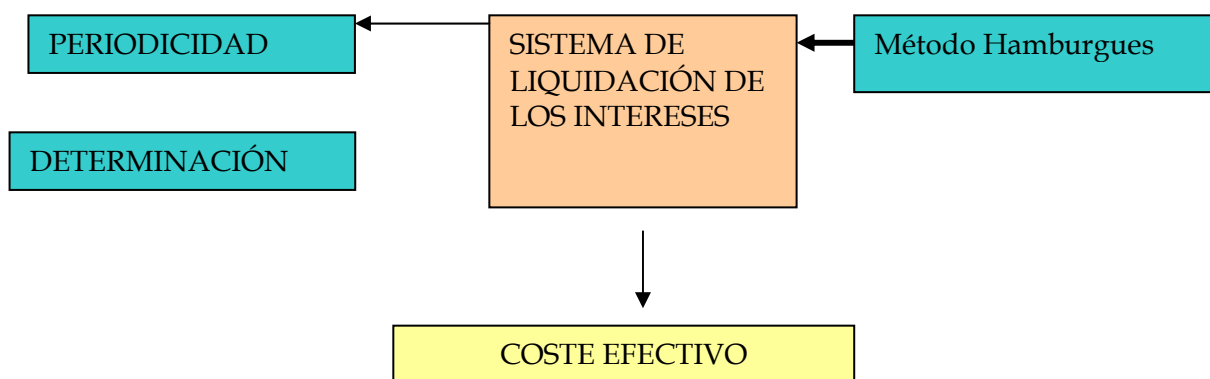 PERIODICIDAD
SISTEMA DE
LIQUIDACIÓN DE
LOS INTERESES
Método Hamburgues
DETERMINACIÓN
COSTE EFECTIVO